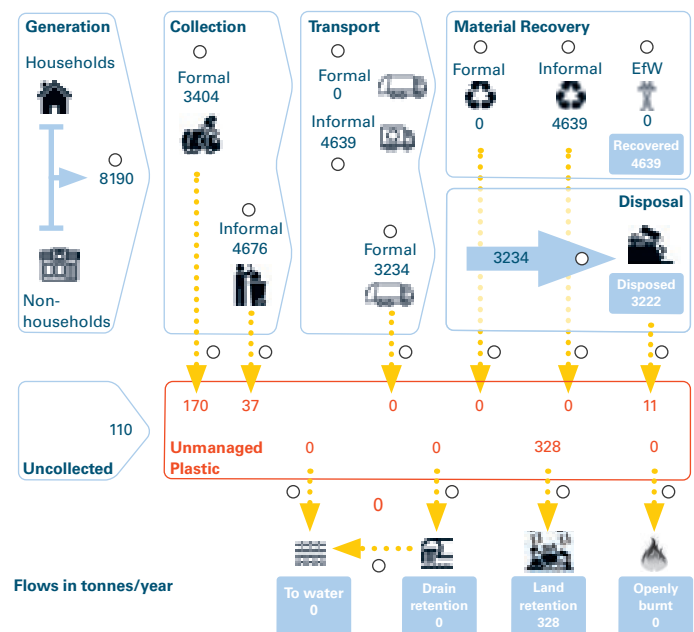 Generation
Households
8190
Non-
households
Collection
Formal
3404
Informal
4676
Transport
Formal
0
Informal
4639
Formal
3234
Material Recovery
Formal
0
Informal
4639
EfW
0
Recovered
4639
Disposal
3234
Disposed
3222
110
Uncollected
170 37 0 0 0 11
Unmanaged
Plastic
0 0 328 0
0
Flows in tonnes/year
To water
0
Drain
retention
0
Land
retention
328
Openly
burnt
0